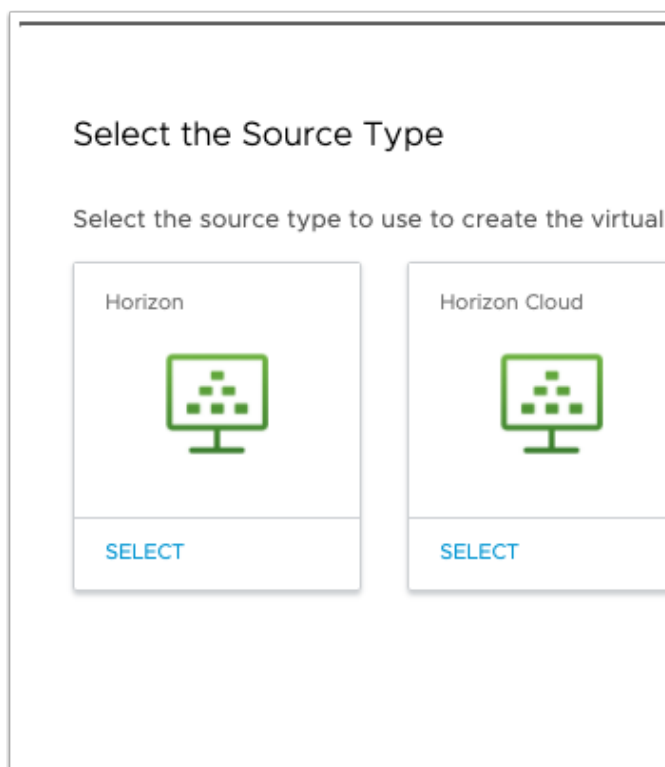 Select the Source Type
Select the source type to use to create the virtual
Horizon
Horizon Cloud
SELECT
SELECT